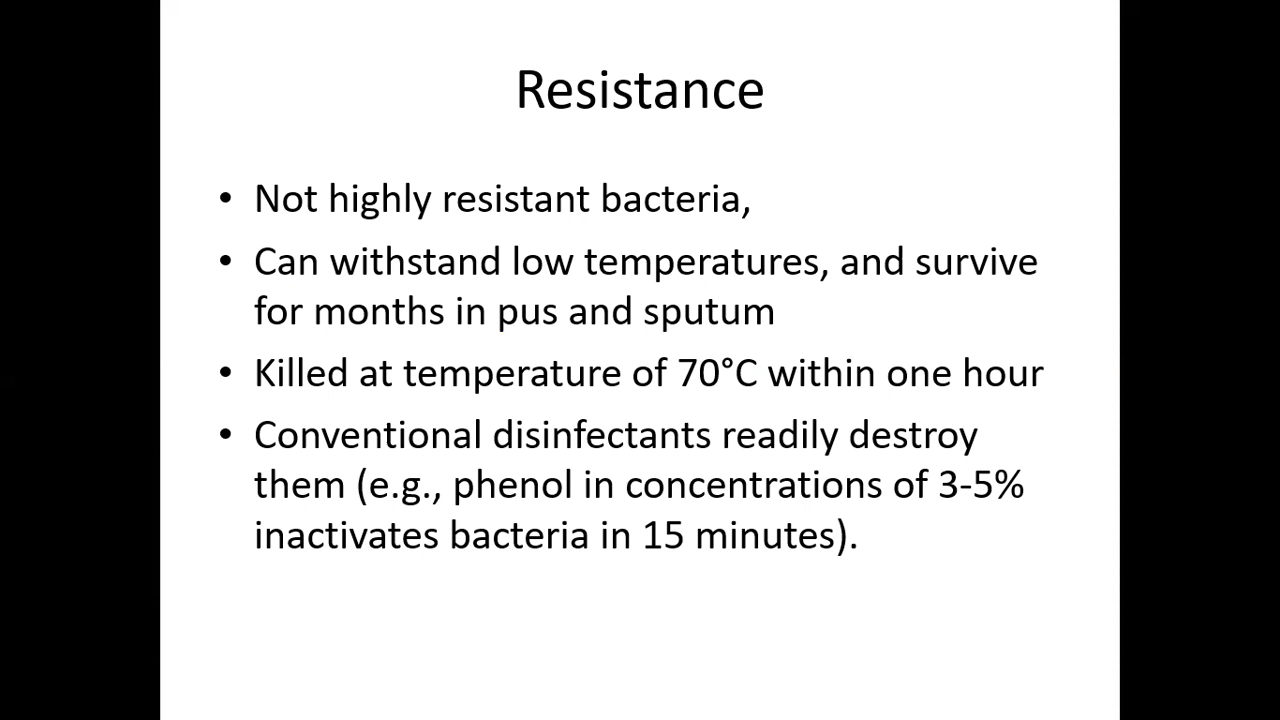 Resistance
• Not highly resistant bacteria,
• Can withstand low temperatures, and survive
for months in pus and sputum
• Killed at temperature of 70°C within one hour
• Conventional disinfectants readily destroy
them (e.g., phenol in concentrations of 3-5%
inactivates bacteria in 15 minutes).